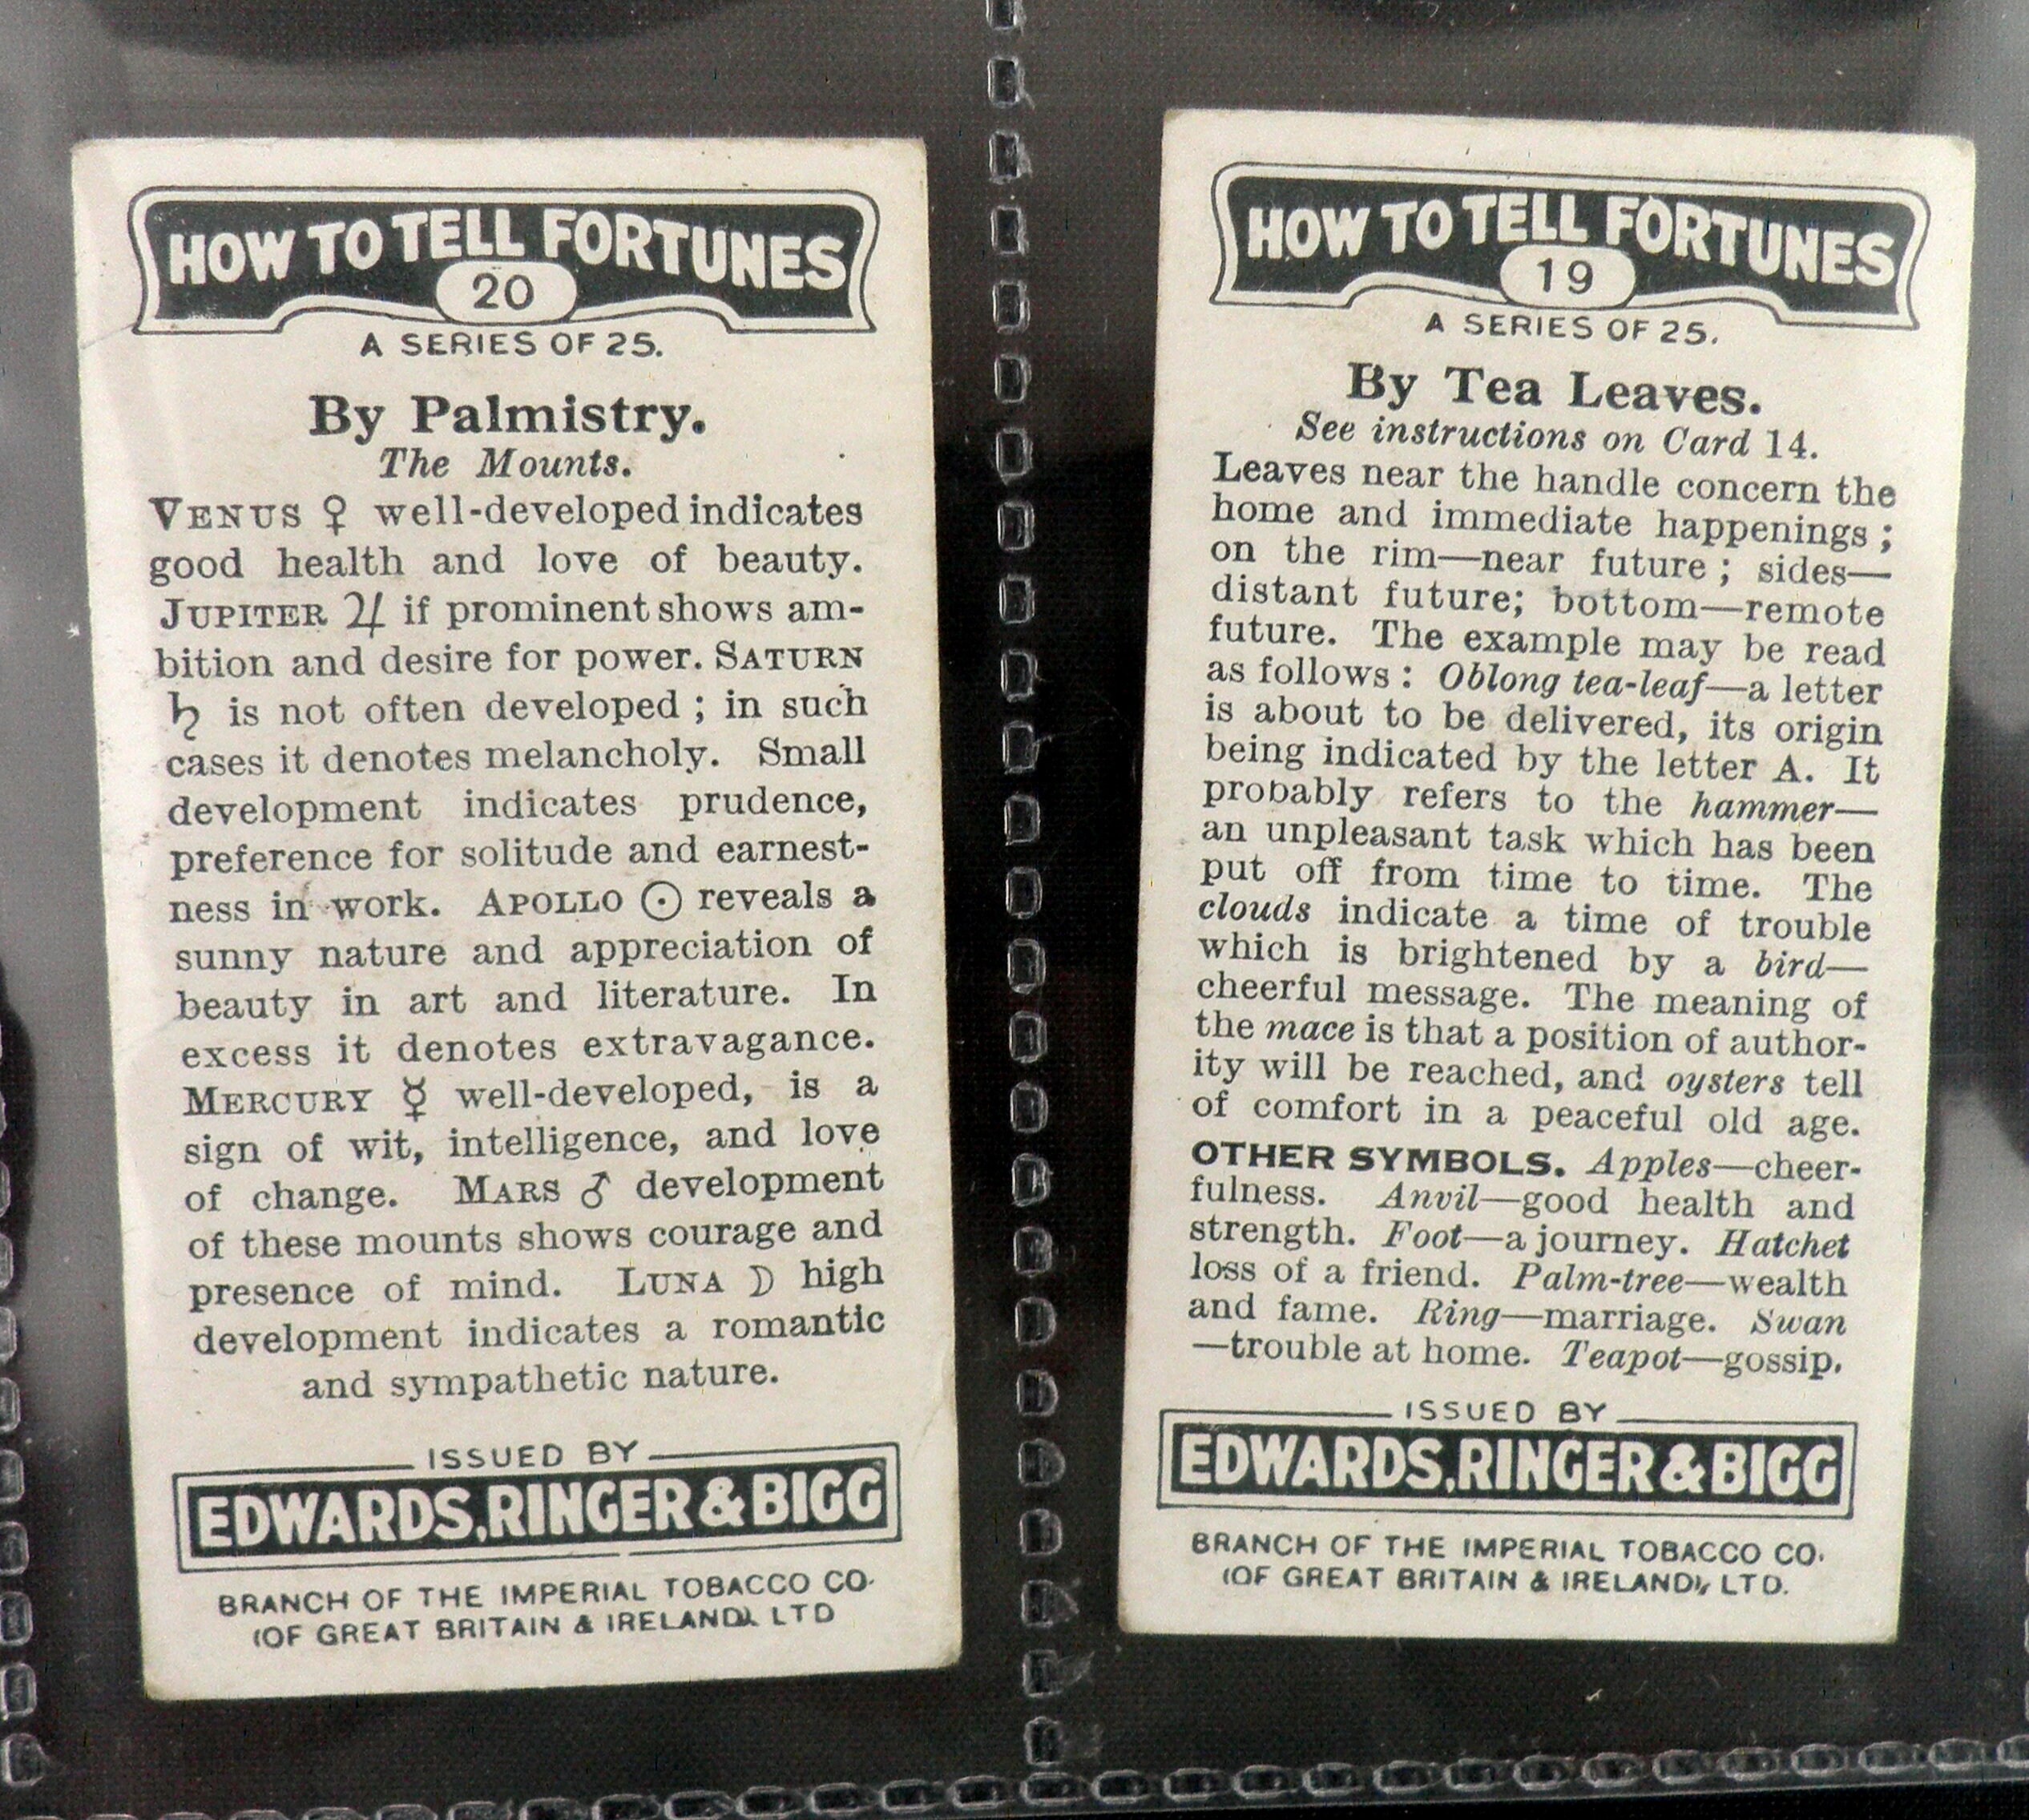 HOW TO TELL FORTUNES
20
A SERIES OF 25.
By Palmistry.
The Mounts.
VENUS ♀ well-developed indicates
good health and love of beauty.
JUPITER ♃ if prominent shows am-
bition and desire for power. SATURN
♄ is not often developed ; in such
cases it denotes melancholy. Small
development indicates prudence,
preference for solitude and earnest-
ness in work. APOLLO ☉ reveals a
sunny nature and appreciation of
beauty in art and literature. In
excess it denotes extravagance.
MERCURY ☿ well-developed, is a
sign of wit, intelligence, and love
of change. MARS ♂ development
of these mounts shows courage and
presence of mind. LUNA ☽ high
development indicates a romantic
and sympathetic nature.
ISSUED BY
EDWARDS, RINGER & BIGG
BRANCH OF THE IMPERIAL TOBACCO CO.
(OF GREAT BRITAIN & IRELAND), LTD
HOW TO TELL FORTUNES
19
A SERIES OF 25.
By Tea Leaves.
See instructions on Card 14.
Leaves near the handle concern the
home and immediate happenings ;
on the rim—near future ; sides—
distant future; bottom—remote
future. The example may be read
as follows : Oblong tea-leaf—a letter
is about to be delivered, its origin
being indicated by the letter A. It
probably refers to the hammer—
an unpleasant task which has been
put off from time to time. The
clouds indicate a time of trouble
which is brightened by a bird—
cheerful message. The meaning of
the mace is that a position of author-
ity will be reached, and oysters tell
of comfort in a peaceful old age.
OTHER SYMBOLS. Apples—cheer-
fulness. Anvil—good health and
strength. Foot—a journey. Hatchet
loss of a friend. Palm-tree—wealth
and fame. Ring—marriage. Swan
—trouble at home. Teapot—gossip.
ISSUED BY
EDWARDS, RINGER & BIGG
BRANCH OF THE IMPERIAL TOBACCO CO.
(OF GREAT BRITAIN & IRELAND), LTD.